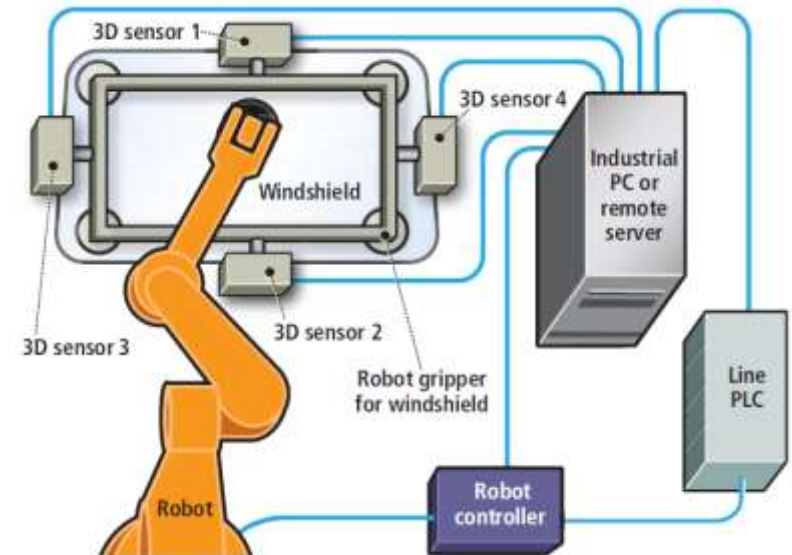 3D sensor 1
3D sensor 4
Industrial
PC or
remote
server
Windshield
3D sensor 2
3D sensor 3
Robot gripper
for windshield
Line
PLC
Robot
controller
Robot